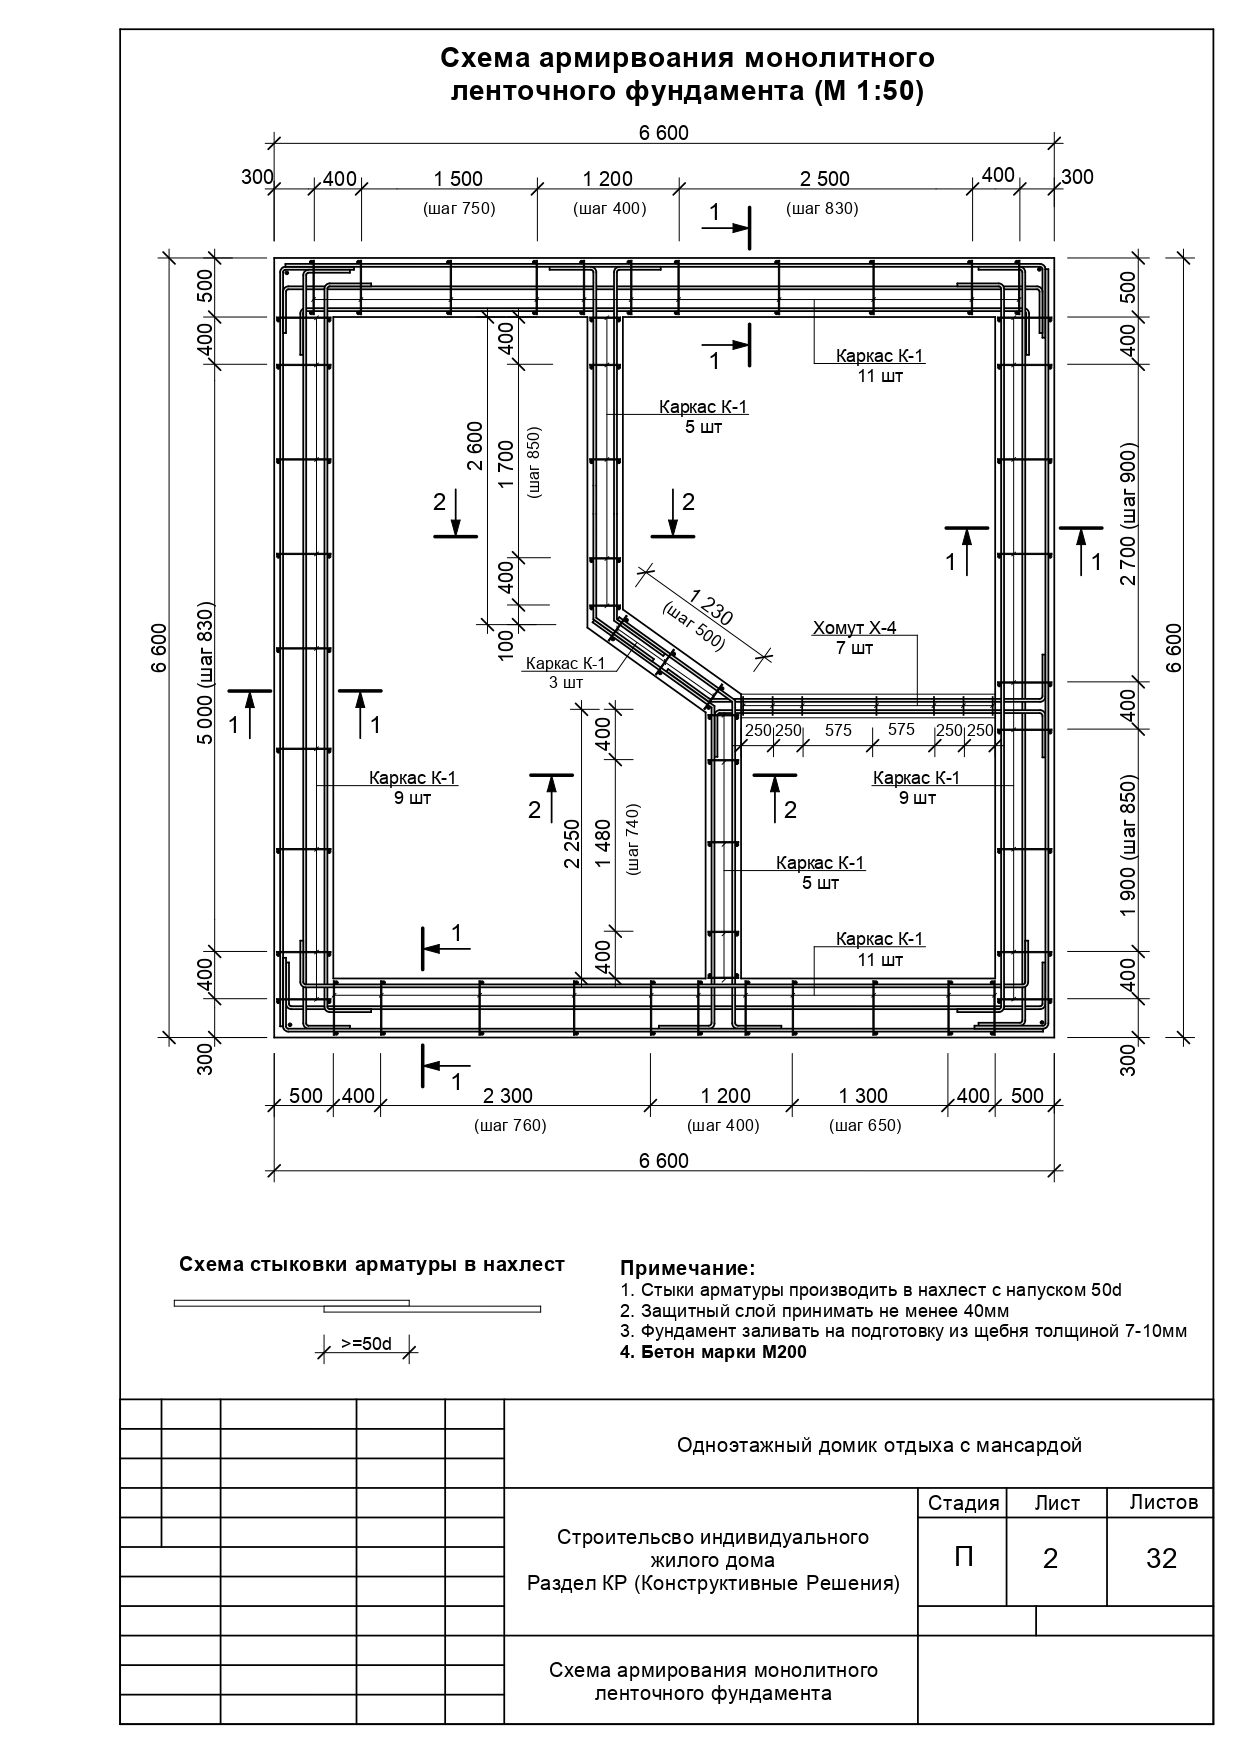 Схема армирвоания монолитного
ленточного фундамента (М 1:50)
6 600
300
400
1 500
1 200
2 500
400
300
(шаг 750)
(шаг 400)
(шаг 830)
1
500
500
400
400
400
1
Каркас К-1
11 шт
Каркас К-1
5 шт
2 600
1 700
(шаг 850)
2 700 (шаг 900)
2
2
1
1
400
1 230
(шаг 500)
100
Хомут Х-4
7 шт
Каркас К-1
3 шт
6 600
5 000 (шаг 830)
6 600
1
1
400
400
250
250
575
575
250
250
Каркас К-1
9 шт
2
2
Каркас К-1
9 шт
2 250
1 480
(шаг 740)
1 900 (шаг 850)
Каркас К-1
5 шт
1
Каркас К-1
11 шт
400
400
400
300
300
1
500
400
2 300
1 200
1 300
400
500
(шаг 760)
(шаг 400)
(шаг 650)
6 600
Схема стыковки арматуры в нахлест
>=50d
Примечание:
1. Стыки арматуры производить в нахлест с напуском 50d
2. Защитный слой принимать не менее 40мм
3. Фундамент заливать на подготовку из щебня толщиной 7-10мм
4. Бетон марки М200
Одноэтажный домик отдыха с мансардой
Строительсво индивидуального
жилого дома
Раздел КР (Конструктивные Решения)
Стадия
Лист
Листов
П
2
32
Схема армирования монолитного
ленточного фундамента